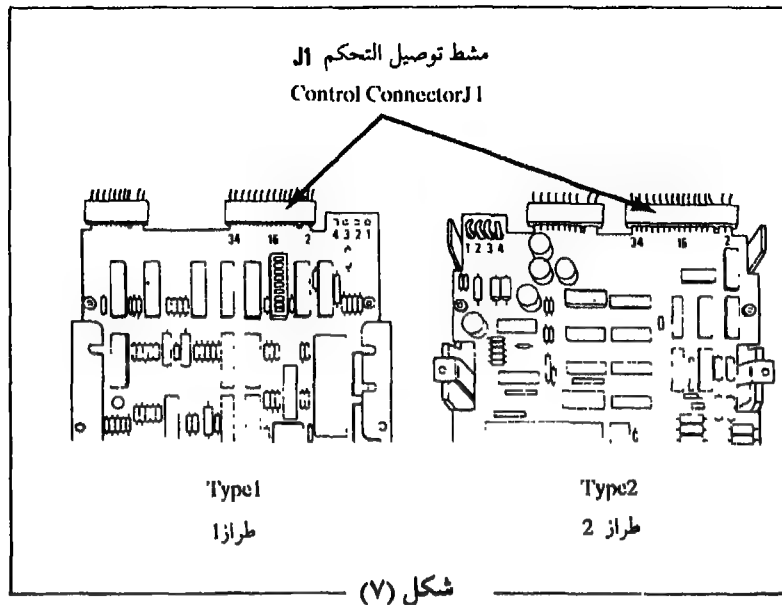 مشط توصيل التحكم J1
Control ConnectorJ1
34 16 2
4 3 2 1
1 2 3 4
34 16 2
Type1
طراز1
Type2
طراز 2
شكل (٧)